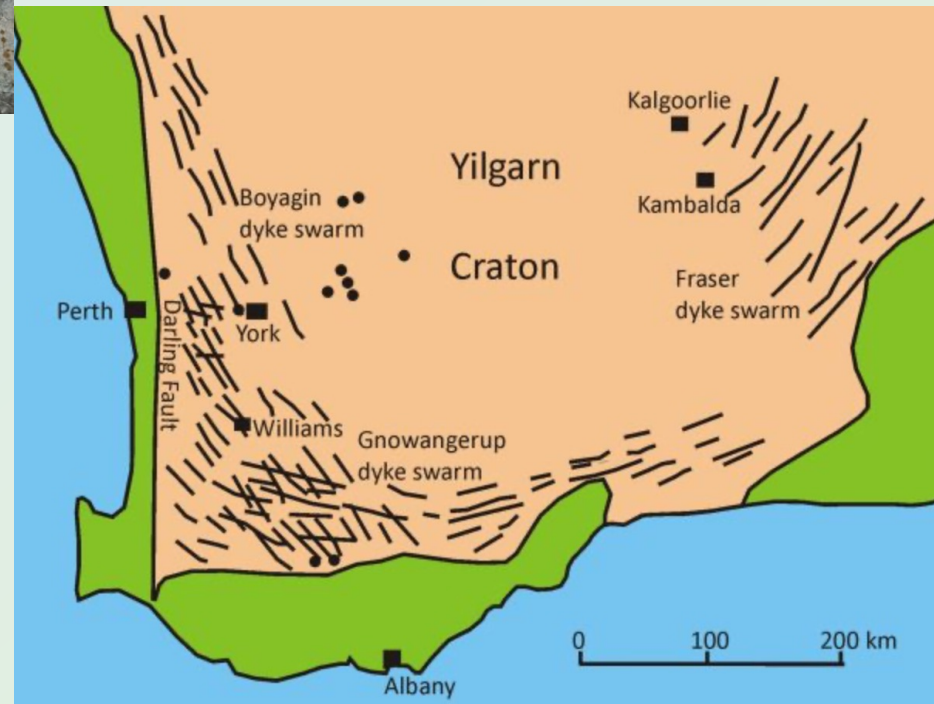 Kalgoorlie
Yilgarn
Kambalda
Boyagin
dyke swarm
Craton
Fraser
dyke swarm
Perth
Darling Fault
York
Williams
Gnowangerup
dyke swarm
0 100 200 km
Albany